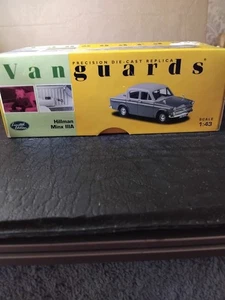 Vanguards
PRECISION DIE-CAST REPLICA
Hillman
Minx IIIA
SCALE
1:43